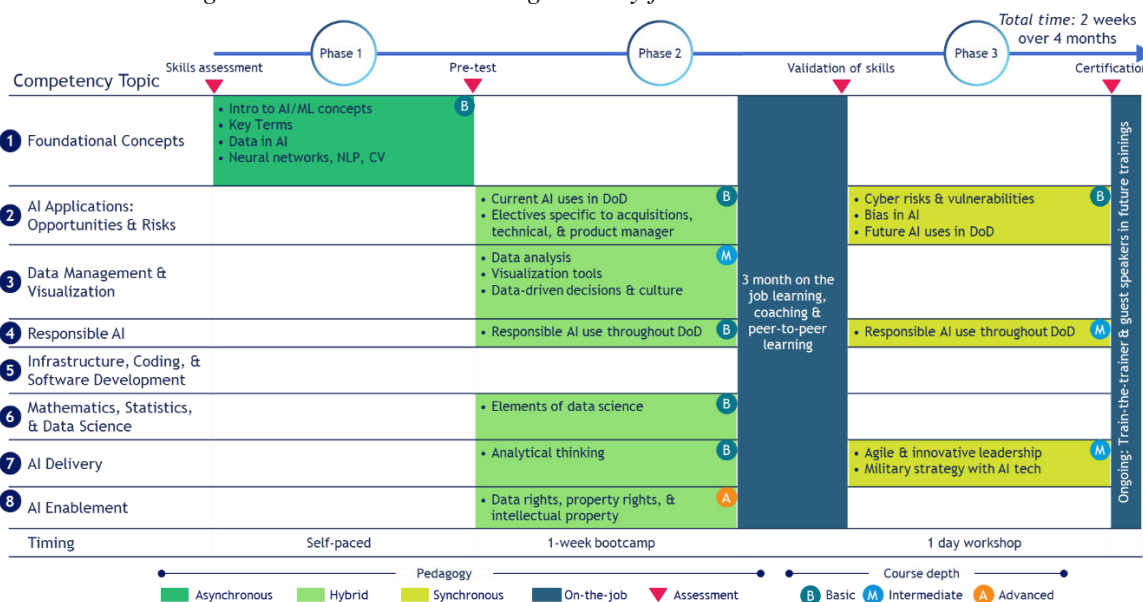 Total time: 2 weeks
over 4 months
Phase 1
Phase 2
Phase 3
Skills assessment
Pre-test
Validation of skills
Certification
Competency Topic
1
Foundational Concepts
• Intro to AI/ML concepts
• Key Terms
• Data in AI
• Neural networks, NLP, CV
B
2
AI Applications:
Opportunities & Risks
• Current AI uses in DoD
• Electives specific to acquisitions,
technical, & product manager
B
• Cyber risks & vulnerabilities
• Bias in AI
• Future AI uses in DoD
B
3
Data Management &
Visualization
• Data analysis
• Visualization tools
• Data-driven decisions & culture
M
3 month on the
job learning,
coaching &
peer-to-peer
learning
4
Responsible AI
• Responsible AI use throughout DoD
B
• Responsible AI use throughout DoD
M
5
Infrastructure, Coding, &
Software Development
6
Mathematics, Statistics,
& Data Science
• Elements of data science
B
7
AI Delivery
• Analytical thinking
B
• Agile & innovative leadership
• Military strategy with AI tech
M
8
AI Enablement
• Data rights, property rights, &
intellectual property
A
Ongoing: Train-the-trainer & guest speakers in future trainings
Timing
Self-paced
1-week bootcamp
1 day workshop
Pedagogy
Course depth
Asynchronous
Hybrid
Synchronous
On-the-job
Assessment
B Basic
M Intermediate
A Advanced